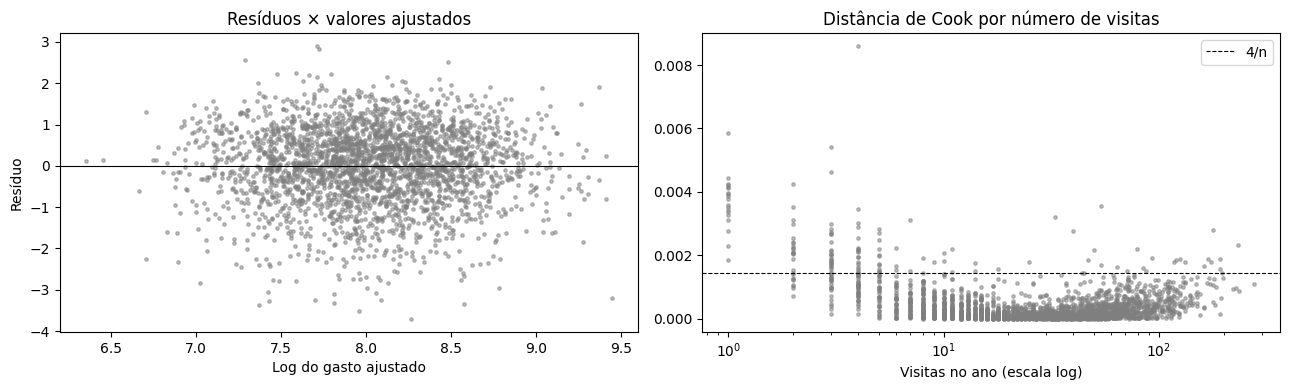 Resíduos × valores ajustados
3
2
1
0
−1
−2
−3
−4
Resíduo
6.5 7.0 7.5 8.0 8.5 9.0 9.5
Log do gasto ajustado
Distância de Cook por número de visitas
4/n
0.008
0.006
0.004
0.002
0.000
10⁰ 10¹ 10²
Visitas no ano (escala log)